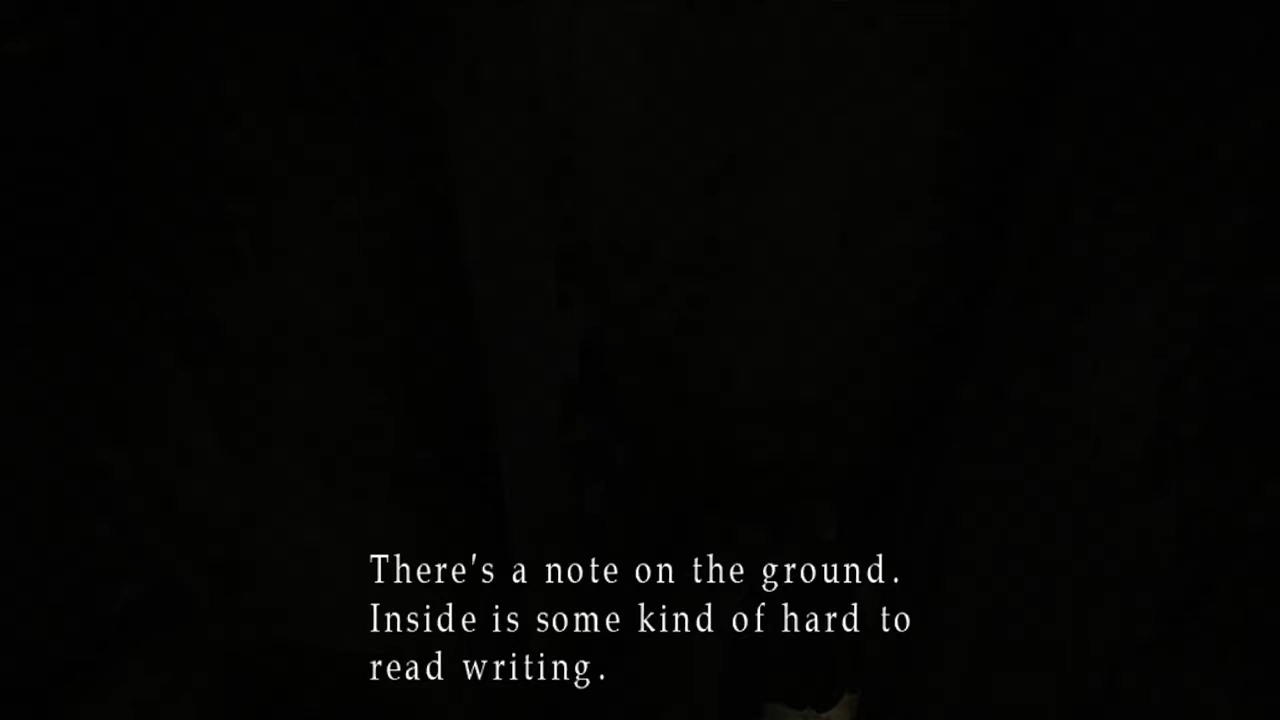 There's a note on the ground.
Inside is some kind of hard to
read writing.